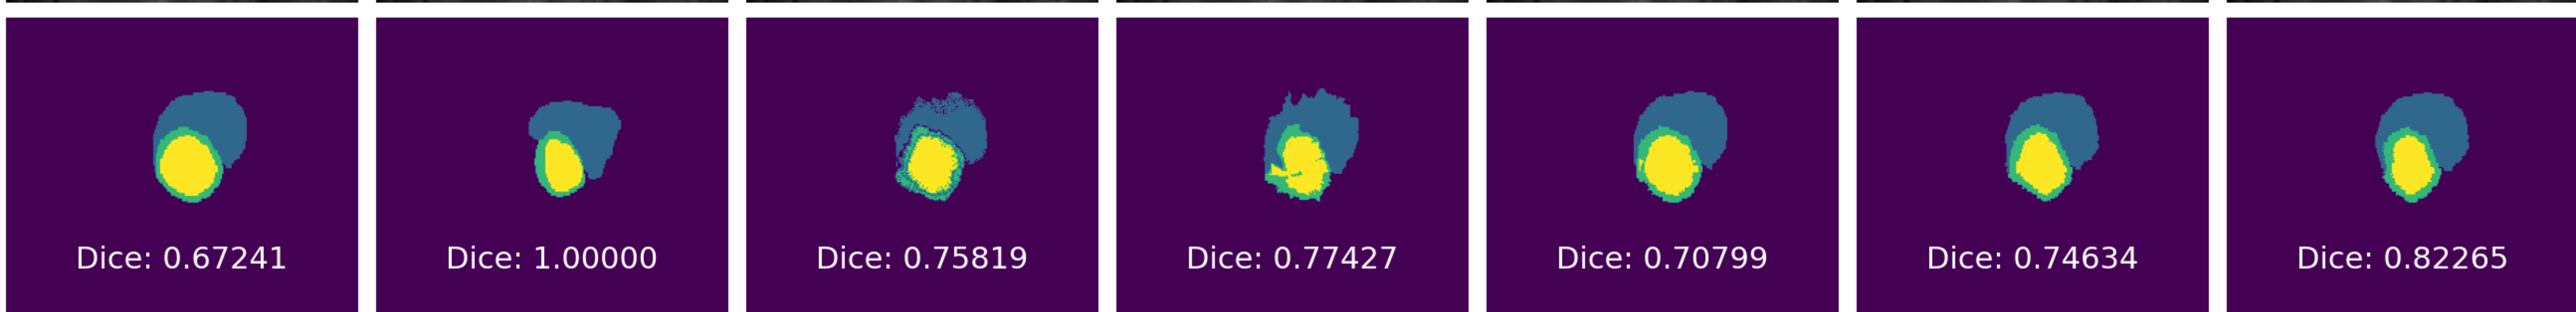 Dice: 0.67241
Dice: 1.00000
Dice: 0.75819
Dice: 0.77427
Dice: 0.70799
Dice: 0.74634
Dice: 0.82265